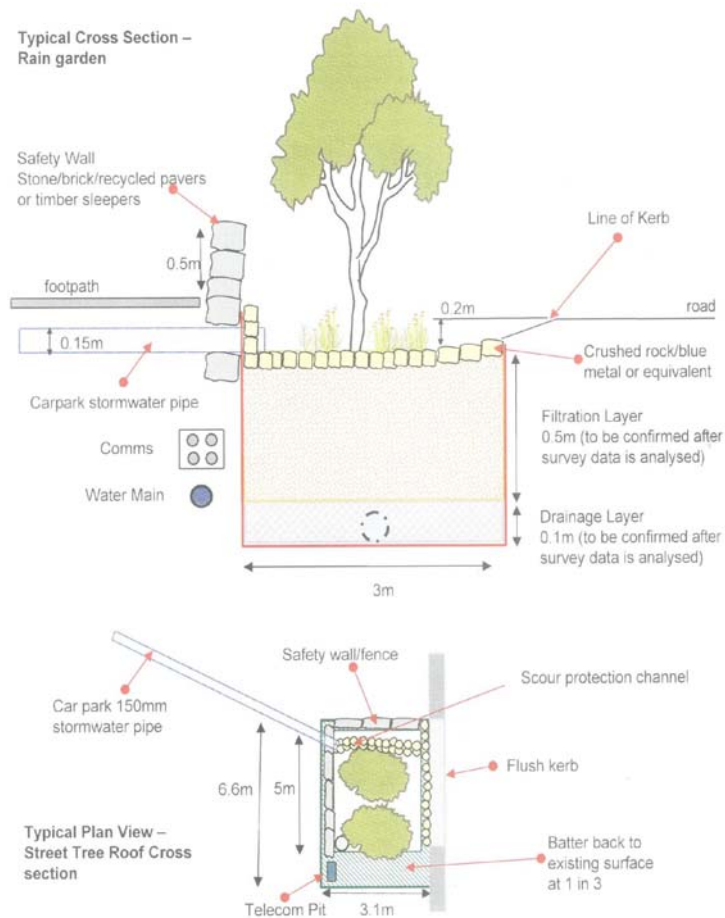 Typical Cross Section –
Rain garden
Safety Wall
Stone/brick/recycled pavers
or timber sleepers
Line of Kerb
0.5m
footpath
0.2m
road
0.15m
Crushed rock/blue
metal or equivalent
Carpark stormwater pipe
Filtration Layer
0.5m (to be confirmed after
survey data is analysed)
Comms
Water Main
Drainage Layer
0.1m (to be confirmed after
survey data is analysed)
3m
Safety wall/fence
Scour protection channel
Car park 150mm
stormwater pipe
Flush kerb
6.6m
5m
Typical Plan View –
Street Tree Roof Cross
section
Batter back to
existing surface
at 1 in 3
Telecom Pit
3.1m